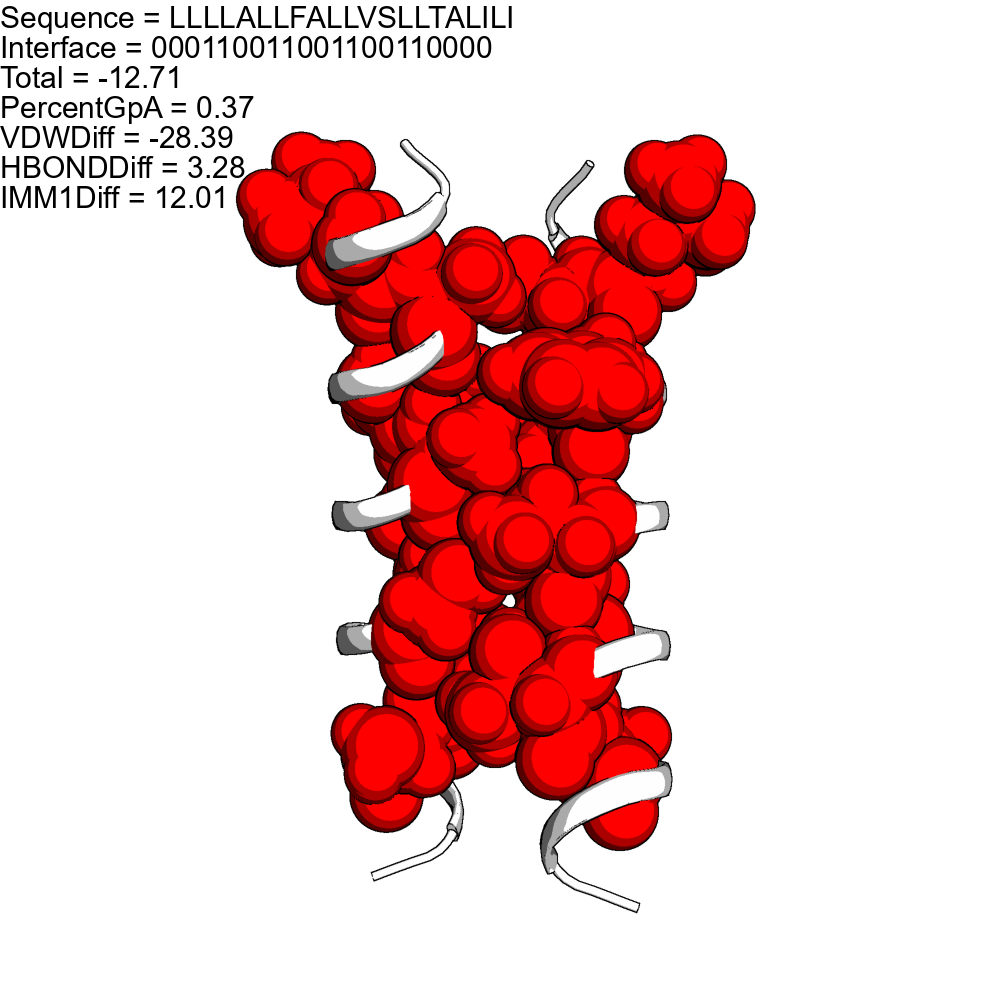 Sequence = LLLLALLFALLVSLLTALILI
Interface = 000110011001100110000
Total = -12.71
PercentGpA = 0.37
VDWDiff = -28.39
HBONDDiff = 3.28
IMM1Diff = 12.01